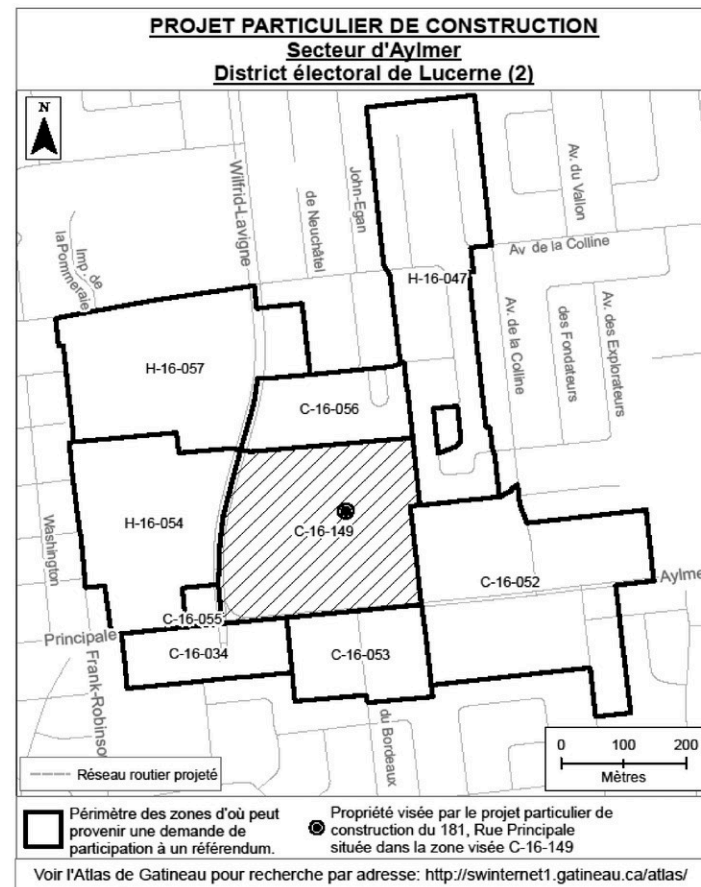 PROJET PARTICULIER DE CONSTRUCTION
Secteur d'Aylmer
District électoral de Lucerne (2)
N
Wilfrid-Lavigne
de Neuchâtel
John-Egan
Av. du Vallon
Av de la Colline
Imp. de
la Pommeraie
H-16-047
Av. de la Colline
des Fondateurs
Av. des Explorateurs
H-16-057
C-16-056
H-16-054
C-16-149
Washington
C-16-052
Aylme
C-16-055
Principale
C-16-034
C-16-053
Frank-Robinso
du Bordeaux
0 100 200
Mètres
Réseau routier projeté
Périmètre des zones d'où peut
provenir une demande de
participation à un référendum.
Propriété visée par le projet particulier de
construction du 181, Rue Principale
située dans la zone visée C-16-149
Voir l'Atlas de Gatineau pour recherche par adresse: http://swinternet1.gatineau.ca/atlas/